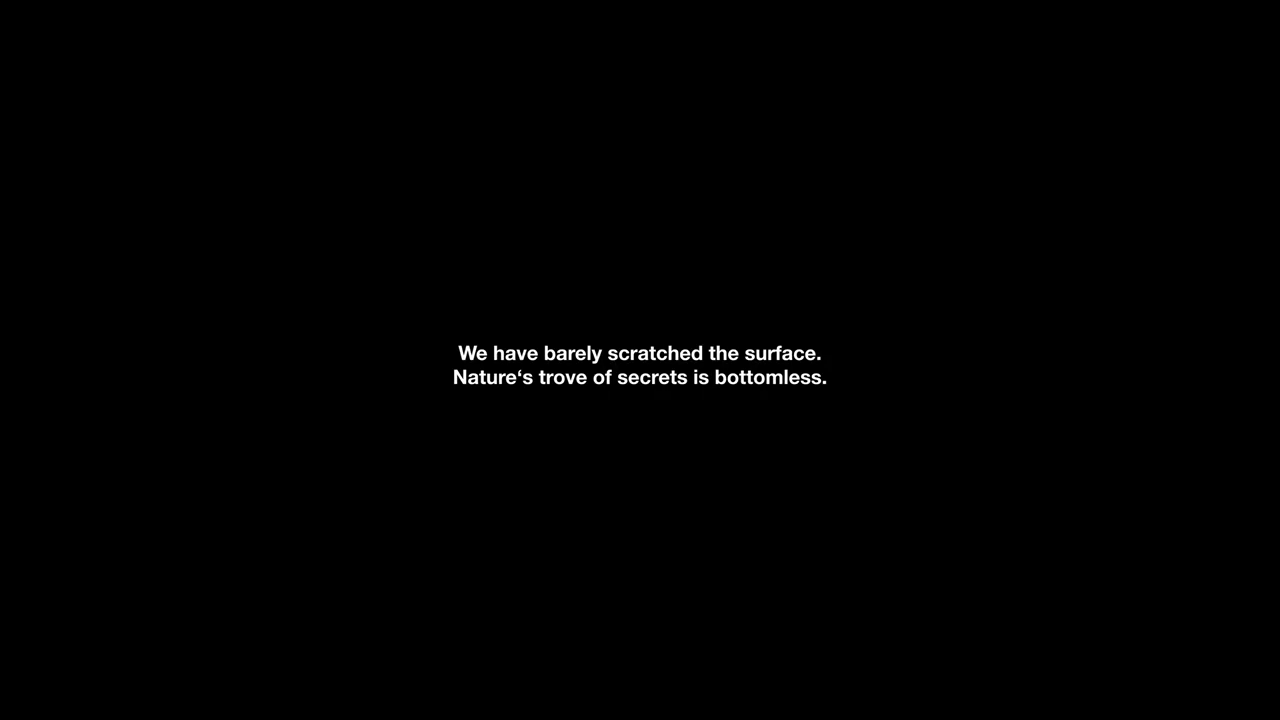 We have barely scratched the surface.
Nature‘s trove of secrets is bottomless.